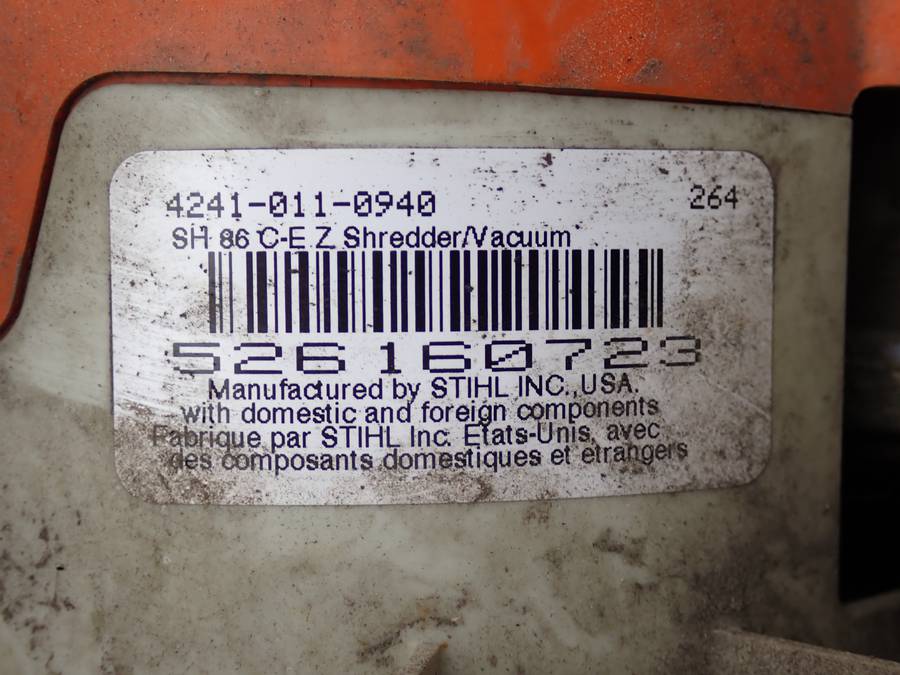 4241-011-0940 264
SH 86 C-E Z Shredder/Vacuum
526160723
Manufactured by STIHL INC., USA.
with domestic and foreign components
Fabrique par STIHL Inc. Etats-Unis, avec
des composants domestiques et etrangers